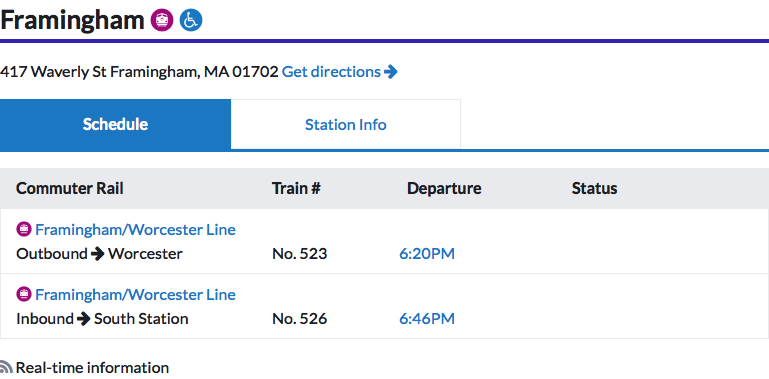 Framingham
417 Waverly St Framingham, MA 01702 Get directions
Schedule Station Info
Commuter Rail Train # Departure Status
Framingham/Worcester Line
Outbound Worcester No. 523 6:20PM
Framingham/Worcester Line
Inbound South Station No. 526 6:46PM
Real-time information